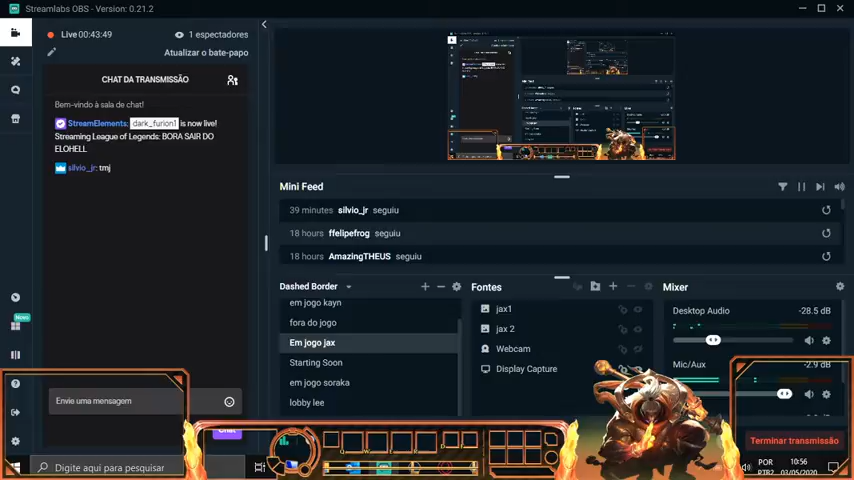 Streamlabs OBS - Version: 0.21.2
Live 00:43:49
1 espectadores
Atualizar o bate-papo
CHAT DA TRANSMISSÃO
Bem-vindo à sala de chat!
StreamElements: dark_furion1 is now live!
Streaming League of Legends: BORA SAIR DO
ELOHELL
silvio_jr: tmj
Envie uma mensagem
Chat
Mini Feed
39 minutes silvio_jr seguiu
18 hours ffelipefrog seguiu
18 hours AmazingTHEUS seguiu
Dashed Border
em jogo kayn
fora do jogo
Em jogo jax
Starting Soon
em jogo soraka
lobby lee
Fontes
jax1
jax 2
Webcam
Display Capture
Mixer
Desktop Audio -28.5 dB
Mic/Aux -2.9 dB
Terminar transmissão
Digite aqui para pesquisar
Q W E R
POR
PTB2
10:56
03/05/2020